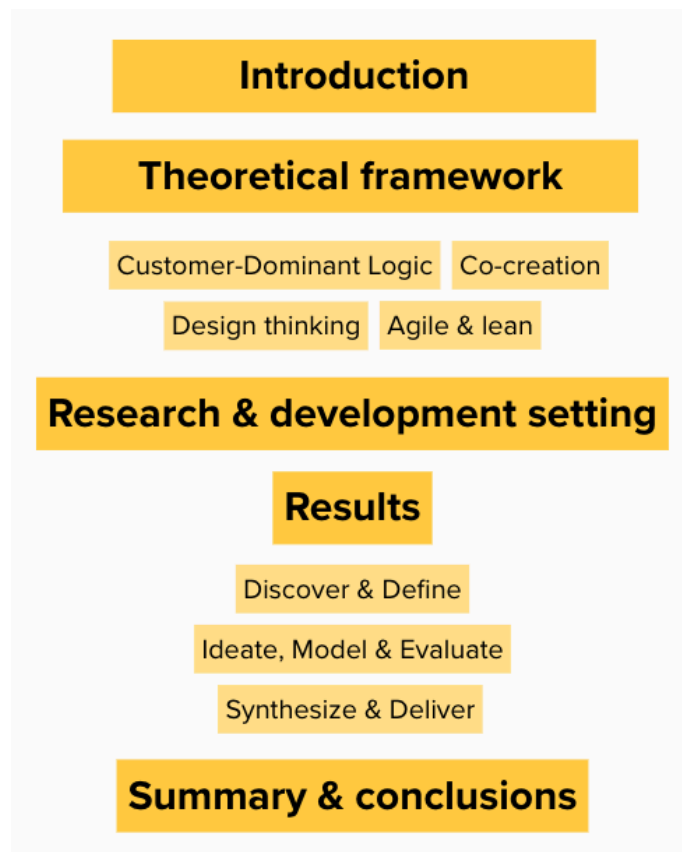 Introduction
Theoretical framework
Customer-Dominant Logic Co-creation
Design thinking Agile & lean
Research & development setting
Results
Discover & Define
Ideate, Model & Evaluate
Synthesize & Deliver
Summary & conclusions